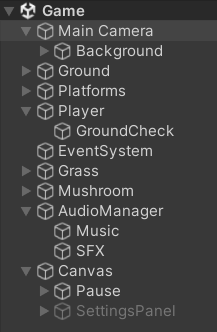 Game
Main Camera
Background
Ground
Platforms
Player
GroundCheck
EventSystem
Grass
Mushroom
AudioManager
Music
SFX
Canvas
Pause
SettingsPanel